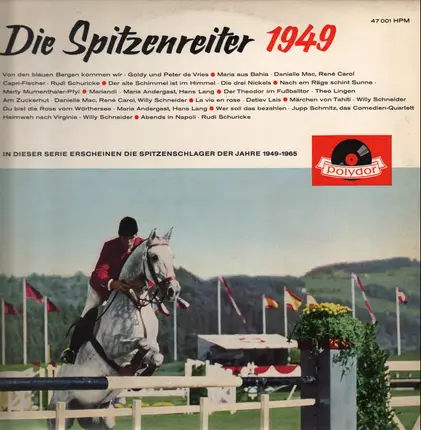 47 001 HPM
Die Spitzenreiter 1949
Von den blauen Bergen kommen wir · Goldy und Peter de Vries ● Maria aus Bahia · Danielle Mac, René Carol
Capri-Fischer · Rudi Schuricke ● Der alte Schimmel ist im Himmel · Die drei Nickels ● Nach em Räge schint Sunne ·
Marty Mumenthaler-Pfyl ● Mariandl · Maria Andergast, Hans Lang ● Der Theodor im Fußballtor · Theo Lingen
Am Zuckerhut · Danielle Mac, René Carol, Willy Schneider ● La vie en rose · Detlev Lais ● Märchen von Tahiti · Willy Schneider
Du bist die Rose vom Wörthersee · Maria Andergast, Hans Lang ● Wer soll das bezahlen · Jupp Schmitz, das Comedien-Quartett
Heimweh nach Virginia · Willy Schneider ● Abends in Napoli · Rudi Schuricke
IN DIESER SERIE ERSCHEINEN DIE SPITZENSCHLAGER DER JAHRE 1949-1965
polydor